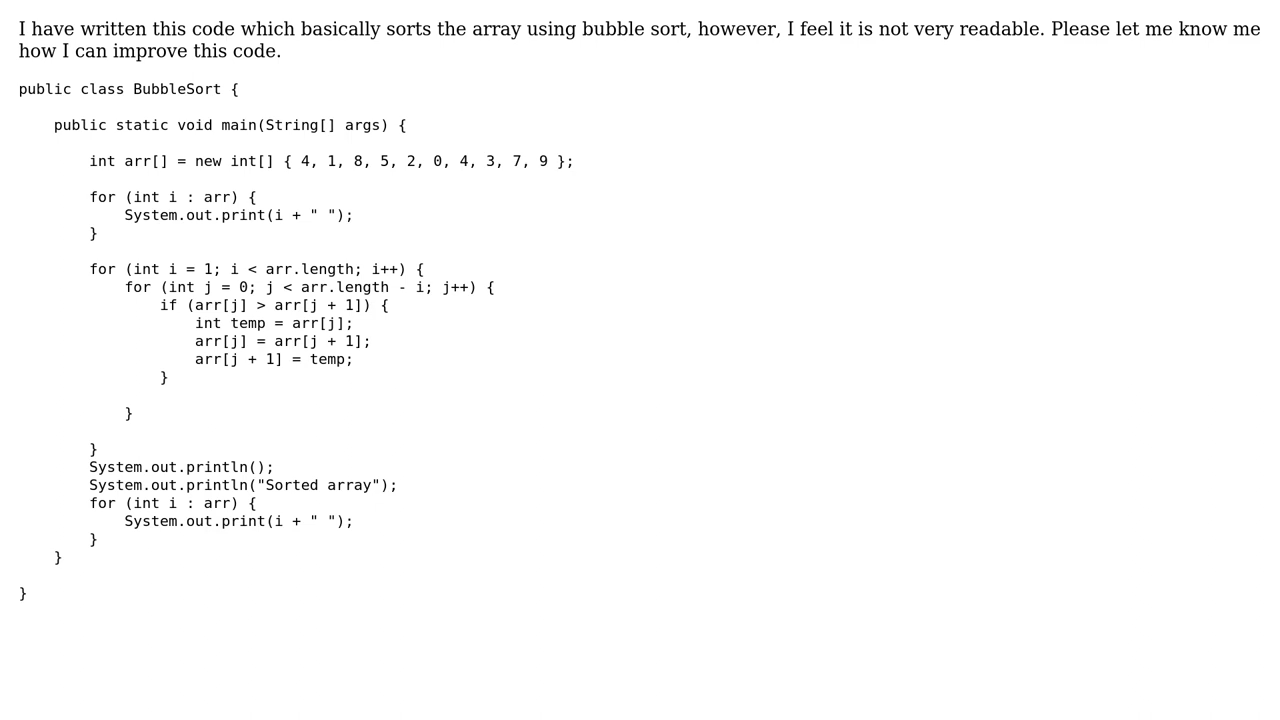 I have written this code which basically sorts the array using bubble sort, however, I feel it is not very readable. Please let me know me
how I can improve this code.
public class BubbleSort {
    public static void main(String[] args) {
        int arr[] = new int[] { 4, 1, 8, 5, 2, 0, 4, 3, 7, 9 };
        for (int i : arr) {
            System.out.print(i + " ");
        }
        for (int i = 1; i < arr.length; i++) {
            for (int j = 0; j < arr.length - i; j++) {
                if (arr[j] > arr[j + 1]) {
                    int temp = arr[j];
                    arr[j] = arr[j + 1];
                    arr[j + 1] = temp;
                }
            }
        }
        System.out.println();
        System.out.println("Sorted array");
        for (int i : arr) {
            System.out.print(i + " ");
        }
    }
}